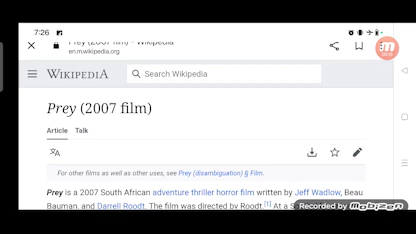 7:26
Prey (2007 film) - Wikipedia
en.m.wikipedia.org
WIKIPEDIA
Search Wikipedia
Prey (2007 film)
Article Talk
For other films as well as other uses, see Prey (disambiguation) § Film.
Prey is a 2007 South African adventure thriller horror film written by Jeff Wadlow, Beau
Bauman, and Darrell Roodt. The film was directed by Roodt.[1] At a
Recorded by
Mobizen